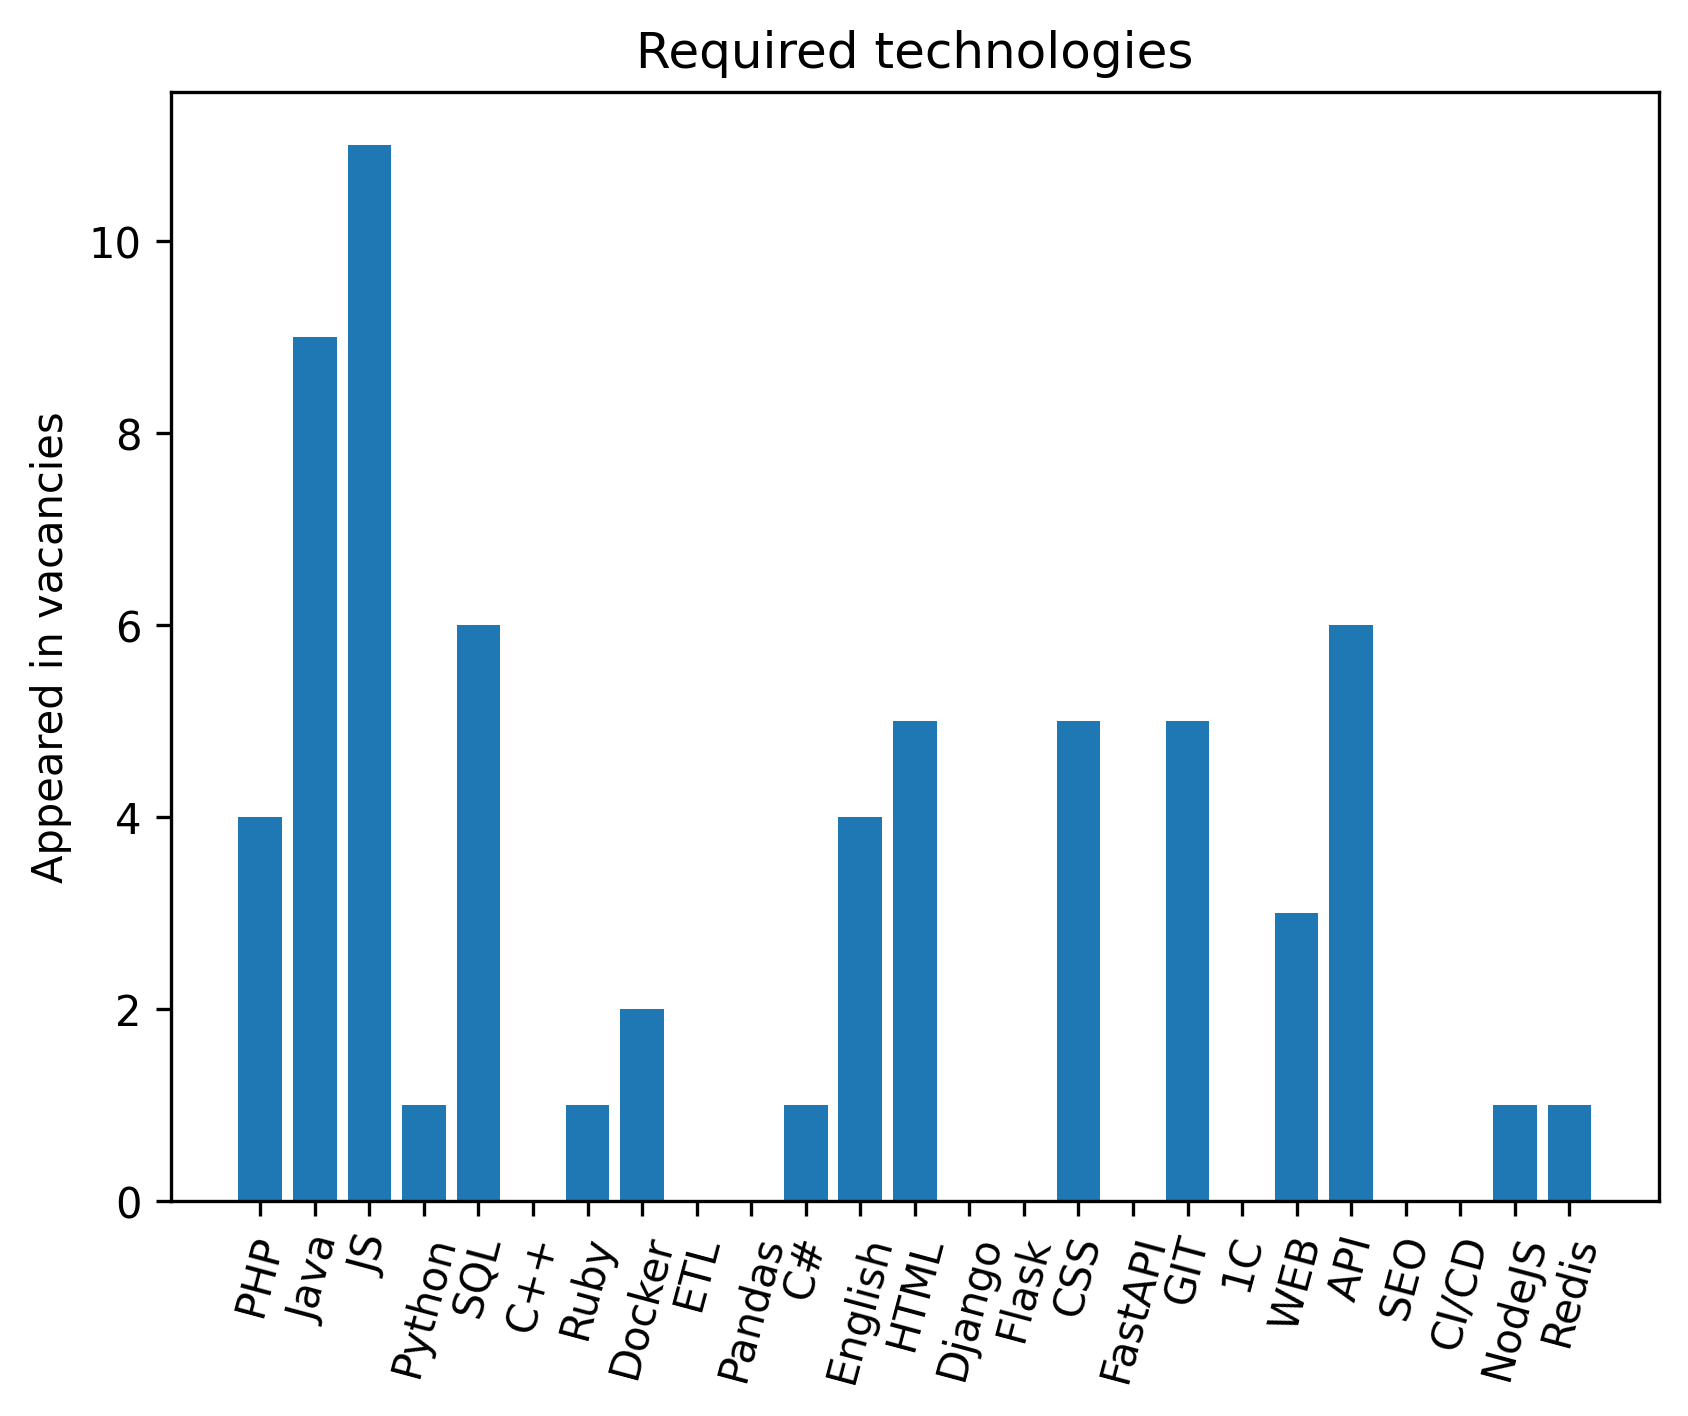 Required technologies
Appeared in vacancies
10
8
6
4
2
0
PHP
Java
JS
Python
SQL
C++
Ruby
Docker
ETL
Pandas
C#
English
HTML
Django
Flask
CSS
FastAPI
GIT
1C
WEB
API
SEO
CI/CD
NodeJS
Redis